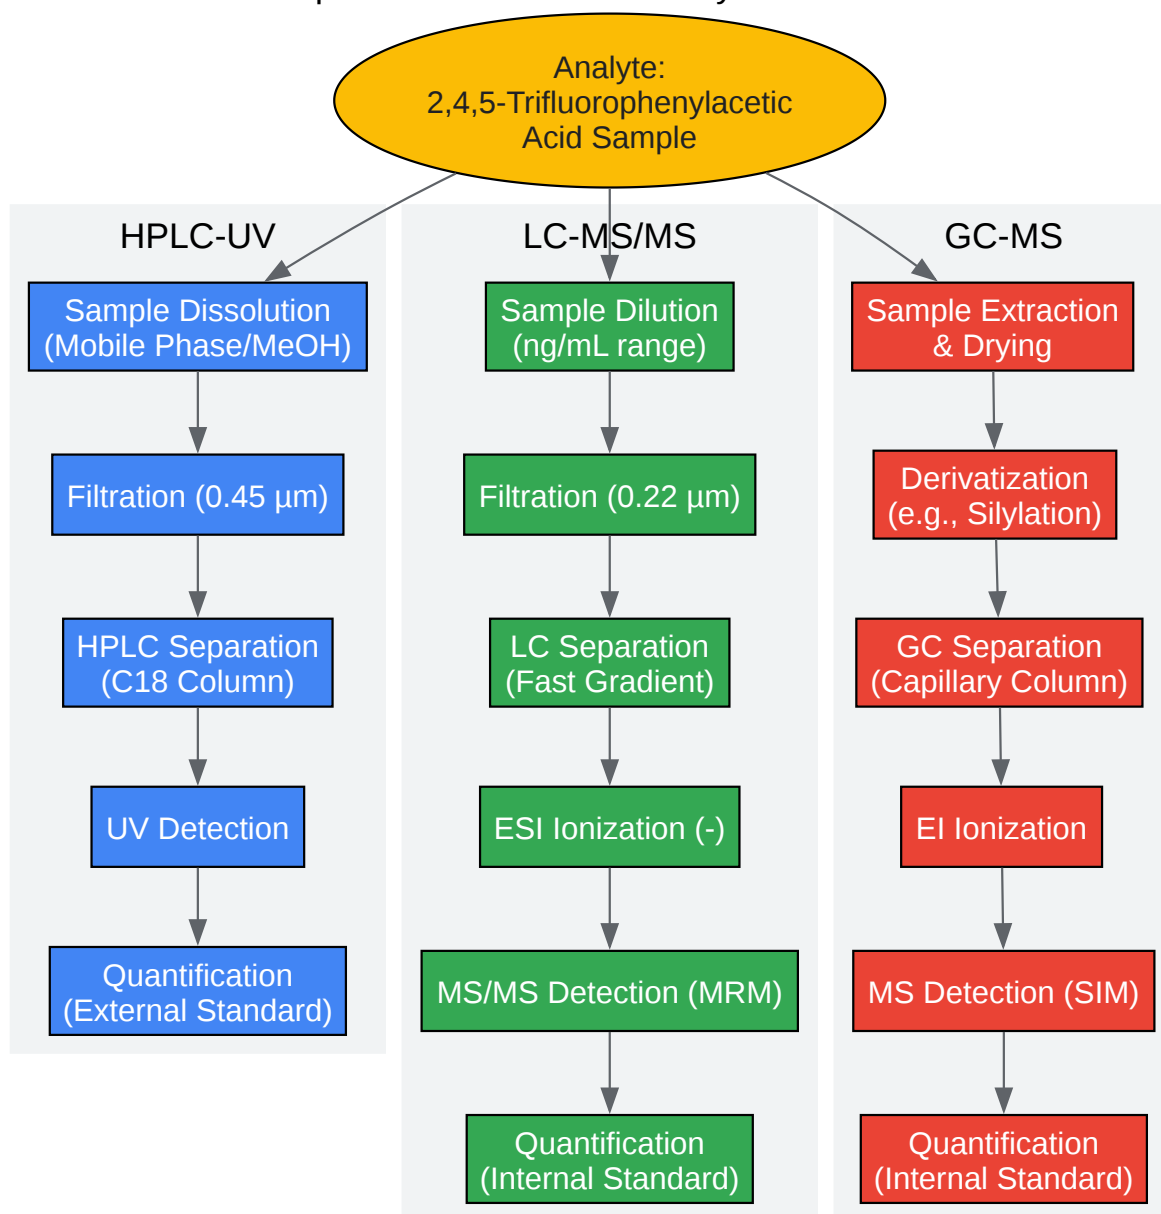 Analyte:
2,4,5-Trifluorophenylacetic
Acid Sample
HPLC-UV
Sample Dissolution
(Mobile Phase/MeOH)
Filtration (0.45 µm)
HPLC Separation
(C18 Column)
UV Detection
Quantification
(External Standard)
LC-MS/MS
Sample Dilution
(ng/mL range)
Filtration (0.22 µm)
LC Separation
(Fast Gradient)
ESI Ionization (-)
MS/MS Detection (MRM)
Quantification
(Internal Standard)
GC-MS
Sample Extraction
& Drying
Derivatization
(e.g., Silylation)
GC Separation
(Capillary Column)
EI Ionization
MS Detection (SIM)
Quantification
(Internal Standard)